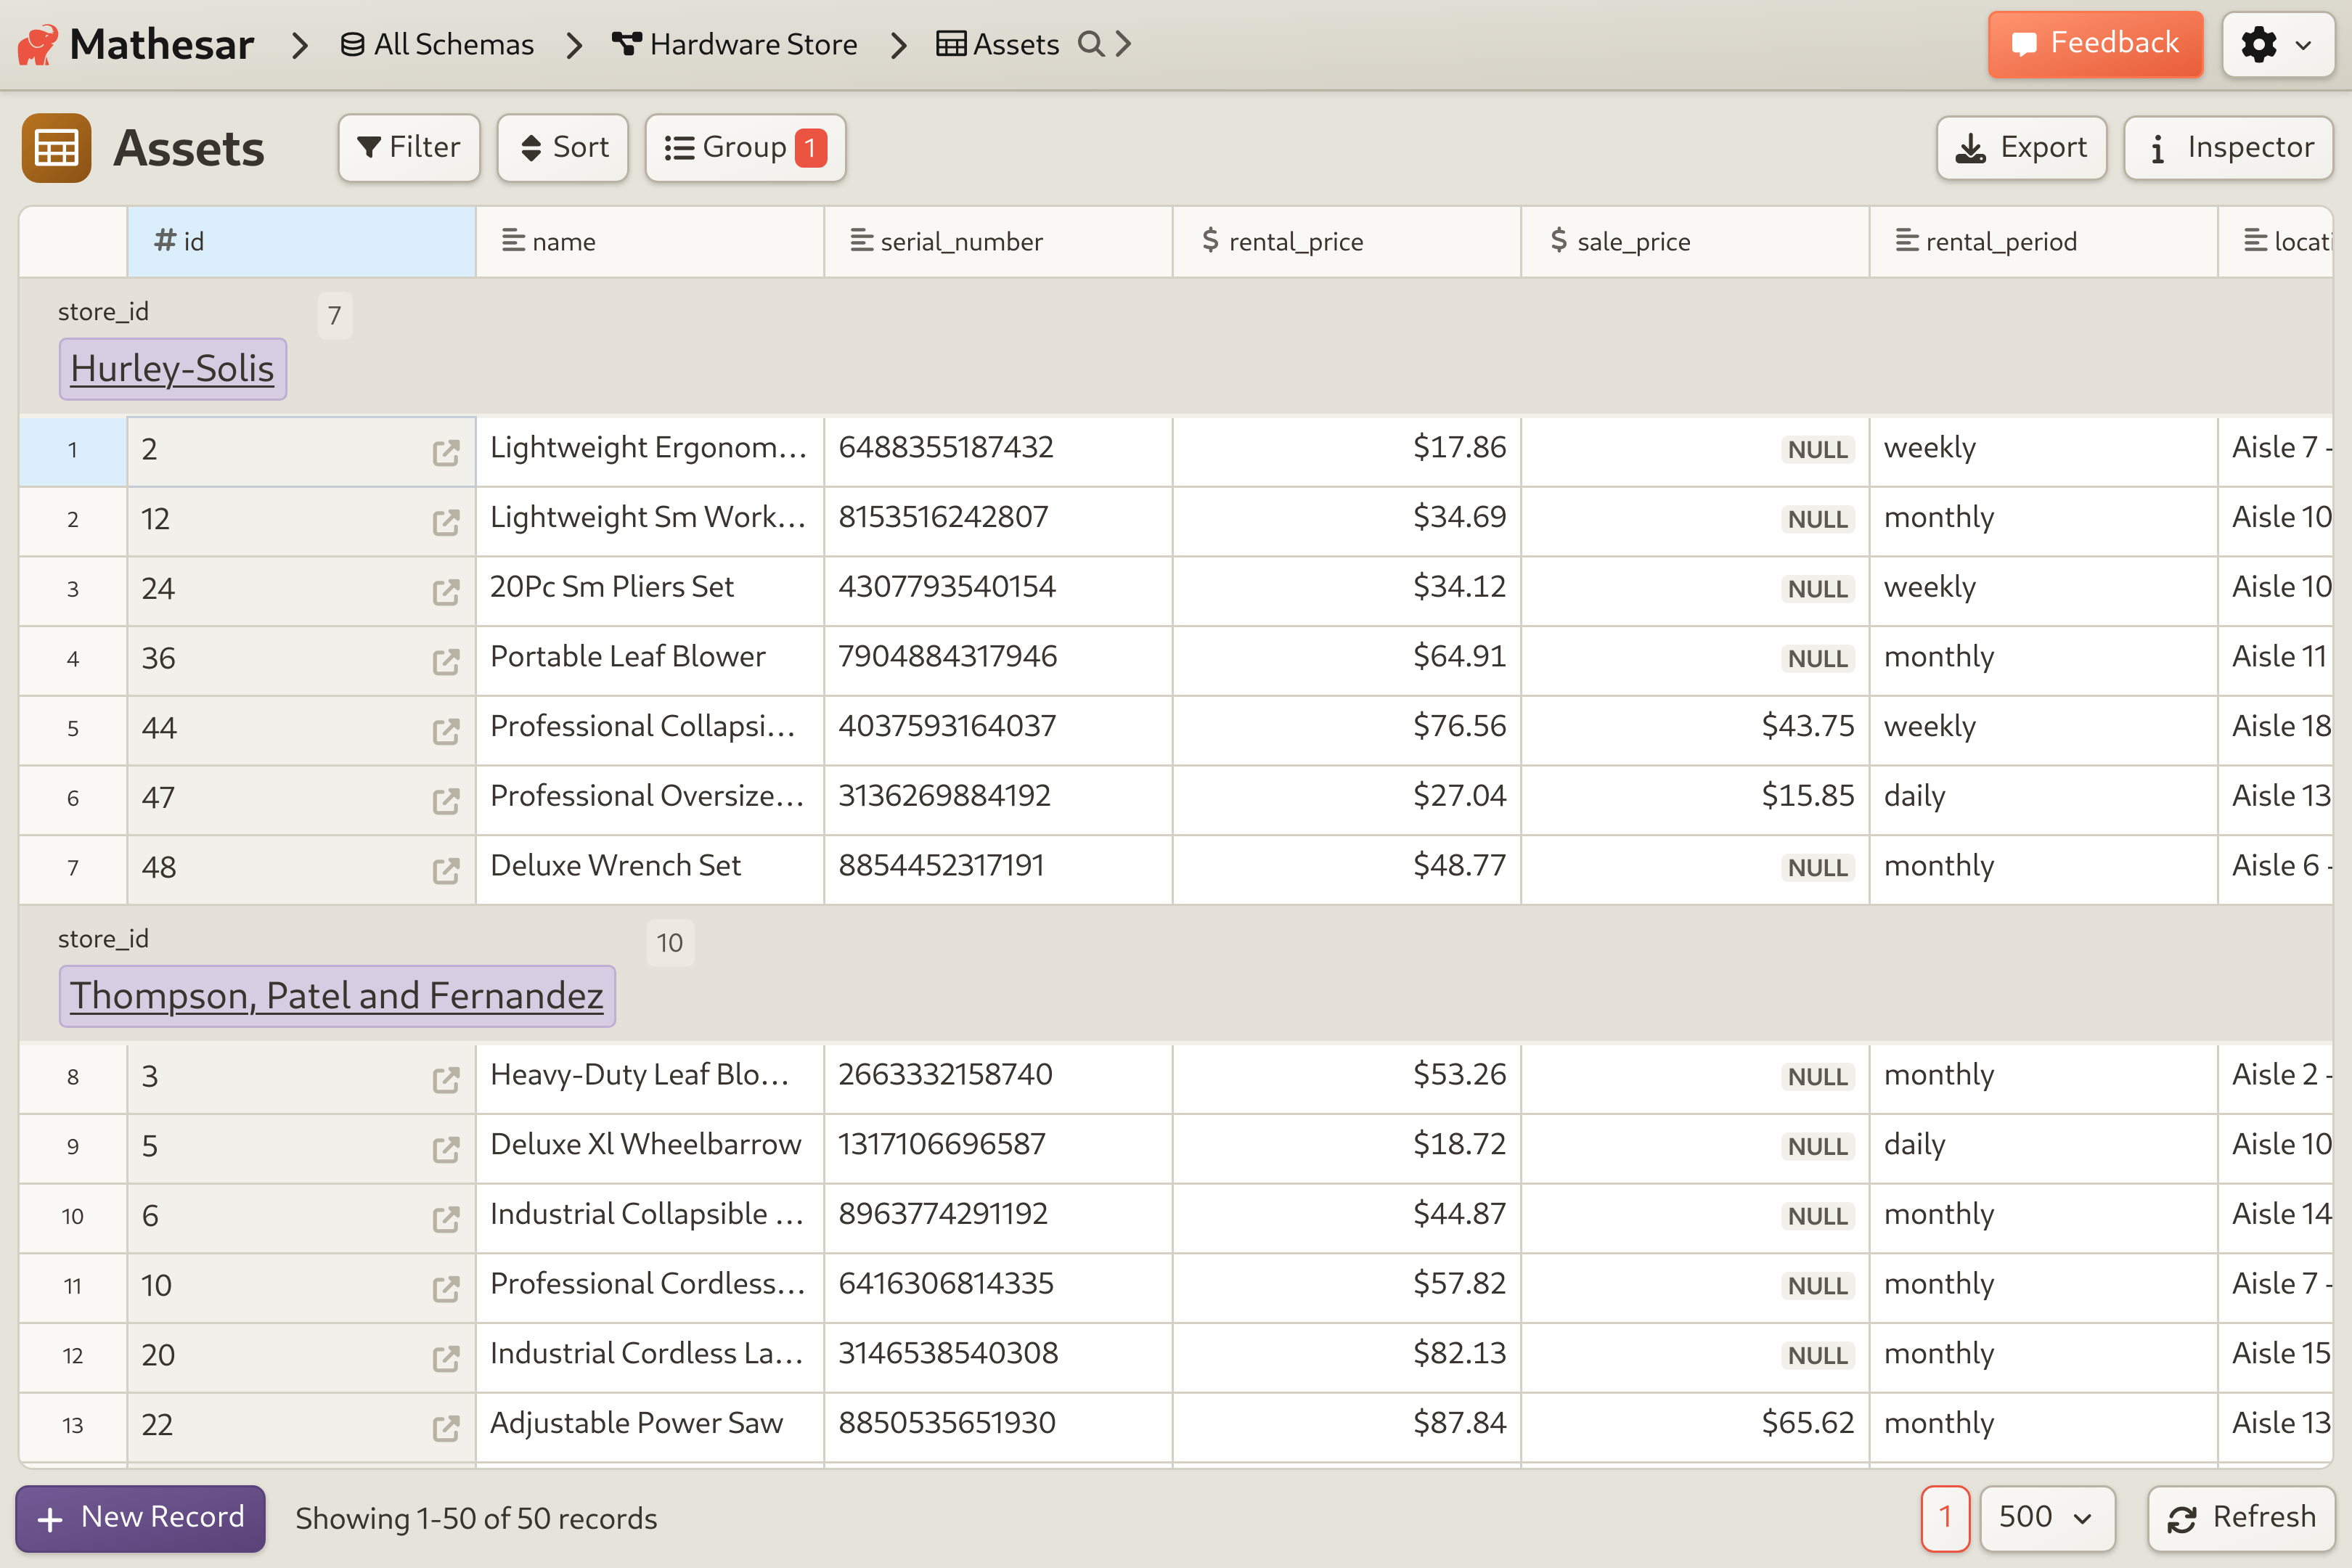 Mathesar All Schemas Hardware Store Assets
Feedback
Assets Filter Sort Group 1 Export Inspector
# id name serial_number $ rental_price $ sale_price rental_period locati
store_id 7
Hurley-Solis
1 2 Lightweight Ergonom... 6488355187432 $17.86 NULL weekly Aisle 7 -
2 12 Lightweight Sm Work... 8153516242807 $34.69 NULL monthly Aisle 10
3 24 20Pc Sm Pliers Set 4307793540154 $34.12 NULL weekly Aisle 10
4 36 Portable Leaf Blower 7904884317946 $64.91 NULL monthly Aisle 11
5 44 Professional Collapsi... 4037593164037 $76.56 $43.75 weekly Aisle 18
6 47 Professional Oversize... 3136269884192 $27.04 $15.85 daily Aisle 13
7 48 Deluxe Wrench Set 8854452317191 $48.77 NULL monthly Aisle 6 -
store_id 10
Thompson, Patel and Fernandez
8 3 Heavy-Duty Leaf Blo... 2663332158740 $53.26 NULL monthly Aisle 2 -
9 5 Deluxe Xl Wheelbarrow 1317106696587 $18.72 NULL daily Aisle 10
10 6 Industrial Collapsible ... 8963774291192 $44.87 NULL monthly Aisle 14
11 10 Professional Cordless... 6416306814335 $57.82 NULL monthly Aisle 7 -
12 20 Industrial Cordless La... 3146538540308 $82.13 NULL monthly Aisle 15
13 22 Adjustable Power Saw 8850535651930 $87.84 $65.62 monthly Aisle 13
+ New Record Showing 1-50 of 50 records 1 500 Refresh